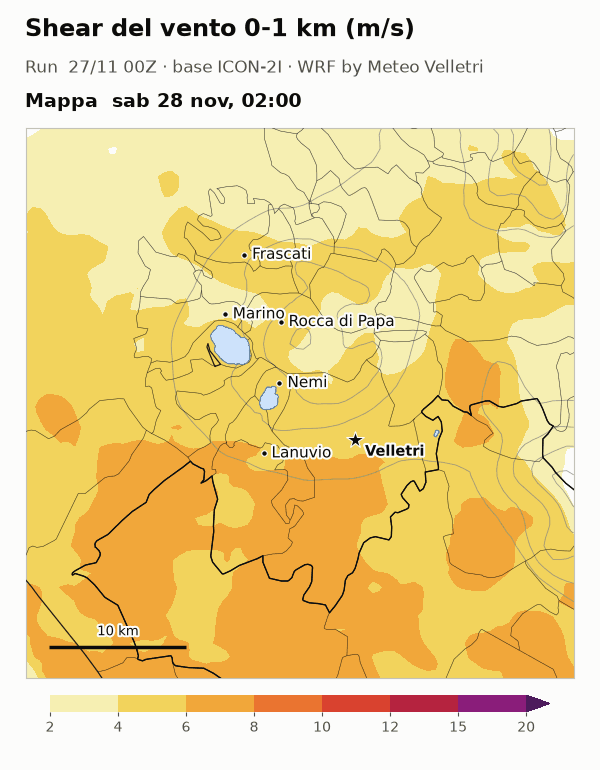 Shear del vento 0-1 km (m/s)
Run  27/11 00Z · base ICON-2I · WRF by Meteo Velletri
Mappa  sab 28 nov, 02:00
Frascati
Marino
Rocca di Papa
Nemi
Velletri
Lanuvio
10 km
2 4 6 8 10 12 15 20